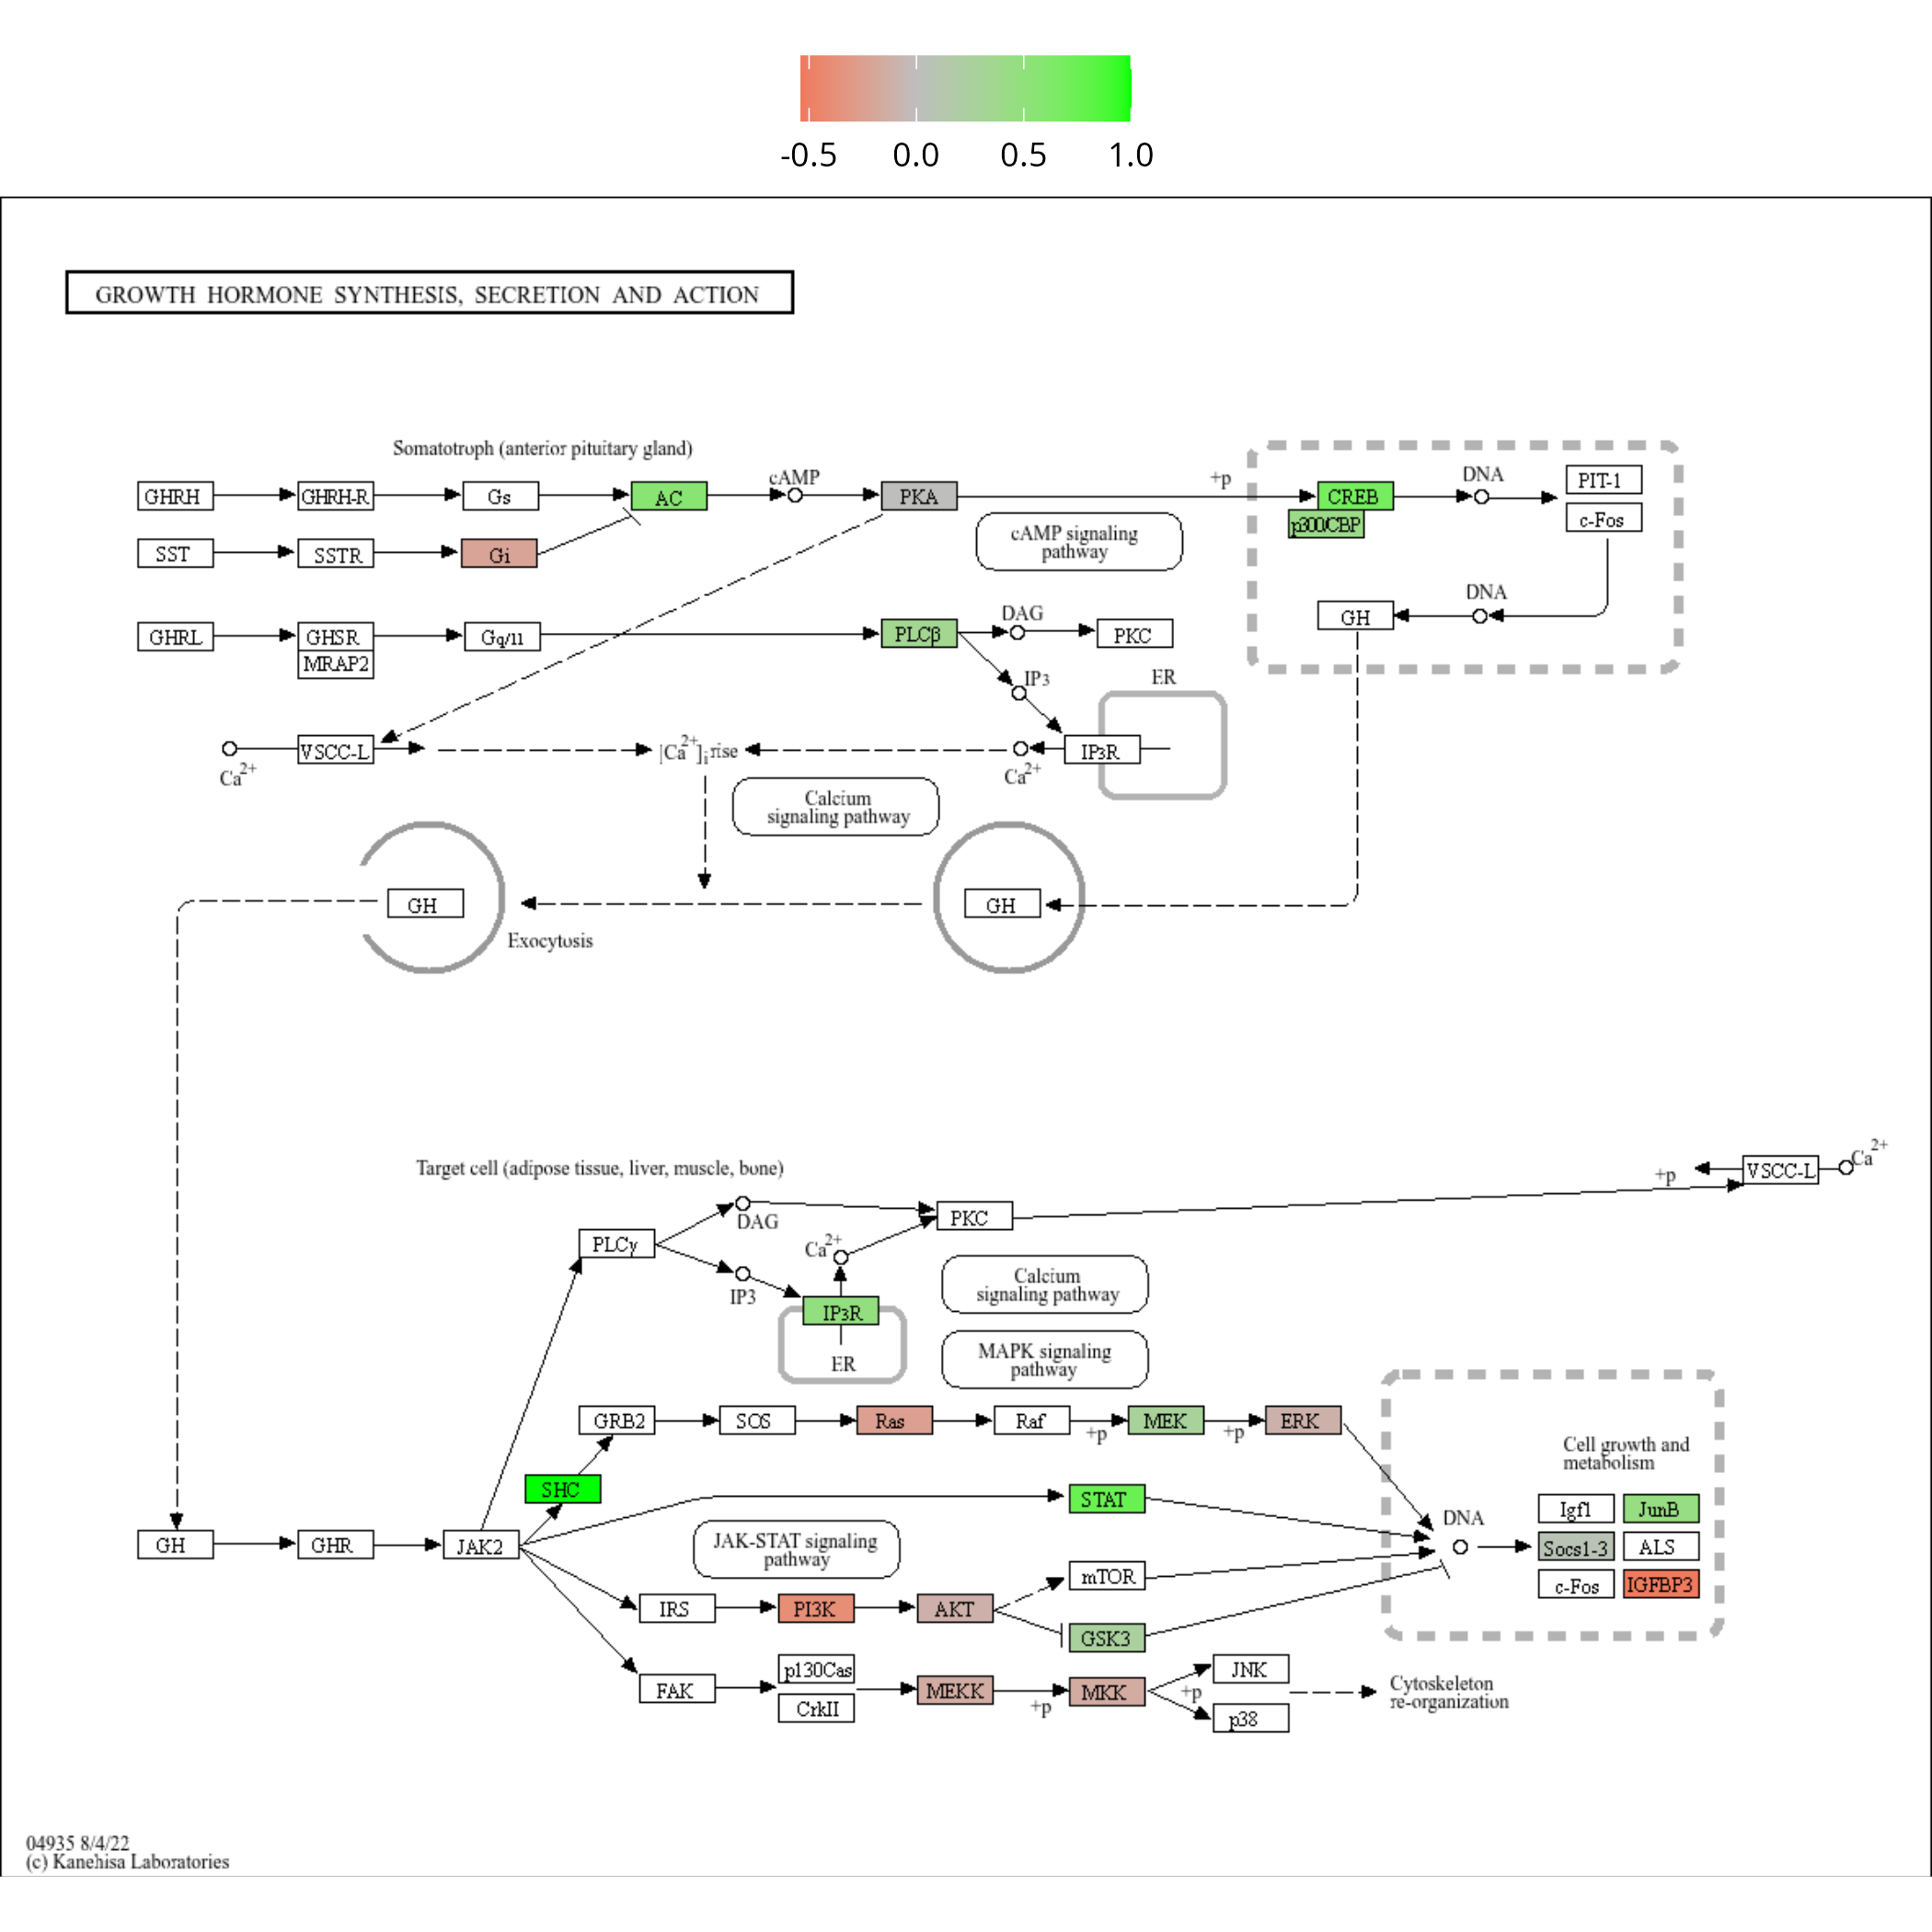 -0.5 0.0 0.5 1.0
GROWTH HORMONE SYNTHESIS, SECRETION AND ACTION
Somatotroph (anterior pituitary gland)
GHRH GHRH-R Gs AC cAMP PKA +p CREB DNA PIT-1
p300/CBP c-Fos
SST SSTR Gi
cAMP signaling
pathway
DNA
GH
GHRL GHSR Gq/11 PLCβ DAG PKC
MRAP2
IP3 ER
Ca2+ VSCC-L [Ca2+]i rise Ca2+ IP3R
Calcium
signaling pathway
GH GH
Exocytosis
Target cell (adipose tissue, liver, muscle, bone)
+p VSCC-L Ca2+
DAG PKC
PLCγ Ca2+
IP3 IP3R
ER
Calcium
signaling pathway
MAPK signaling
pathway
GRB2 SOS Ras Raf +p MEK +p ERK
Cell growth and
metabolism
SHC STAT
Igf1 JunB
DNA
GH GHR JAK2
JAK-STAT signaling
pathway
Socs1-3 ALS
mTOR c-Fos IGFBP3
IRS PI3K AKT
GSK3
p130Cas JNK
FAK MEKK +p MKK +p
CrkII p38
Cytoskeleton
re-organization
04935 8/4/22
(c) Kanehisa Laboratories